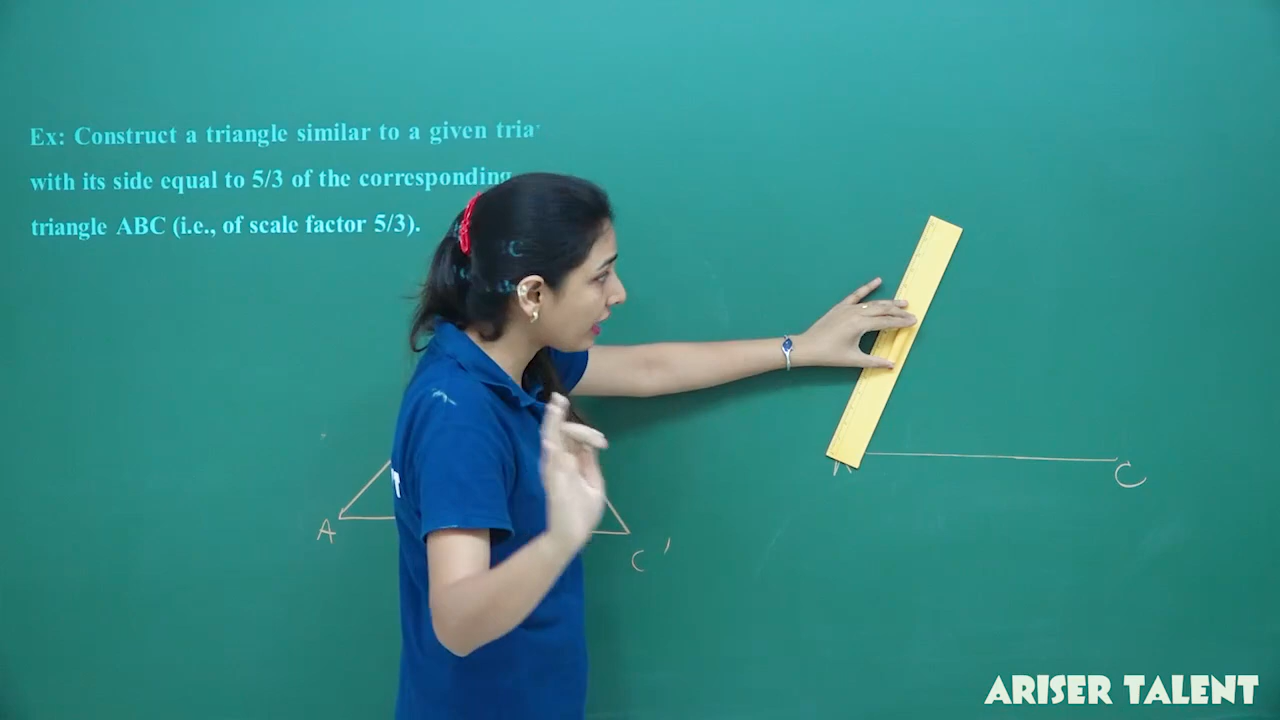 Ex: Construct a triangle similar to a given
with its side equal to 5/3 of the corresponding
triangle ABC (i.e., of scale factor 5/3).
A
C'
A
C
ARISER TALENT